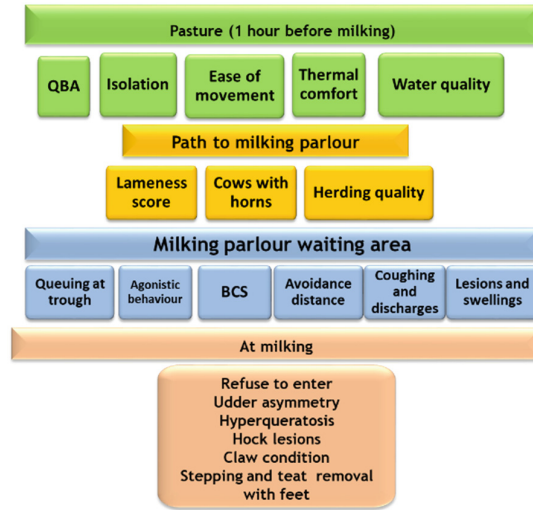 Pasture (1 hour before milking)
QBA
Isolation
Ease of
movement
Thermal
comfort
Water quality
Path to milking parlour
Lameness
score
Cows with
horns
Herding quality
Milking parlour waiting area
Queuing at
trough
Agonistic
behaviour
BCS
Avoidance
distance
Coughing
and
discharges
Lesions and
swellings
At milking
Refuse to enter
Udder asymmetry
Hyperqueratosis
Hock lesions
Claw condition
Stepping and teat removal
with feet